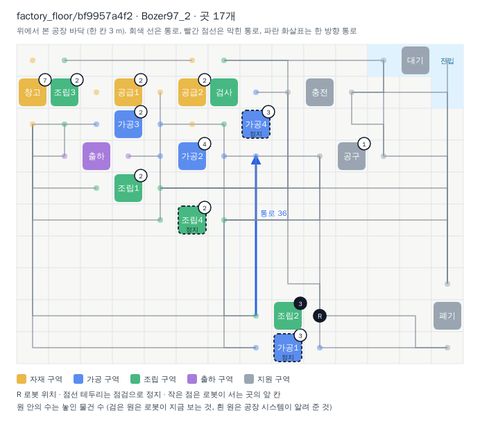 factory_floor/bf9957a4f2 · Bozer97_2 · 곳 17개
위에서 본 공장 바닥 (한 칸 3 m). 회색 선은 통로, 빨간 점선은 막힌 통로, 파란 화살표는 한 방향 통로
대기
전립
창고 7
조립3 2
공급1 2
공급2 2
검사
충전
가공3 2
가공4 3
정지
출하
가공2 4
공구 1
조립1 2
조립4 2
정지
통로 36
조립2 3
R
폐기
가공1 3
정지
자재 구역
가공 구역
조립 구역
출하 구역
지원 구역
R 로봇 위치 · 점선 테두리는 점검으로 정지 · 작은 점은 로봇이 서는 곳의 앞 칸
원 안의 수는 놓인 물건 수 (검은 원은 로봇이 지금 보는 것, 흰 원은 공장 시스템이 알려 준 것)